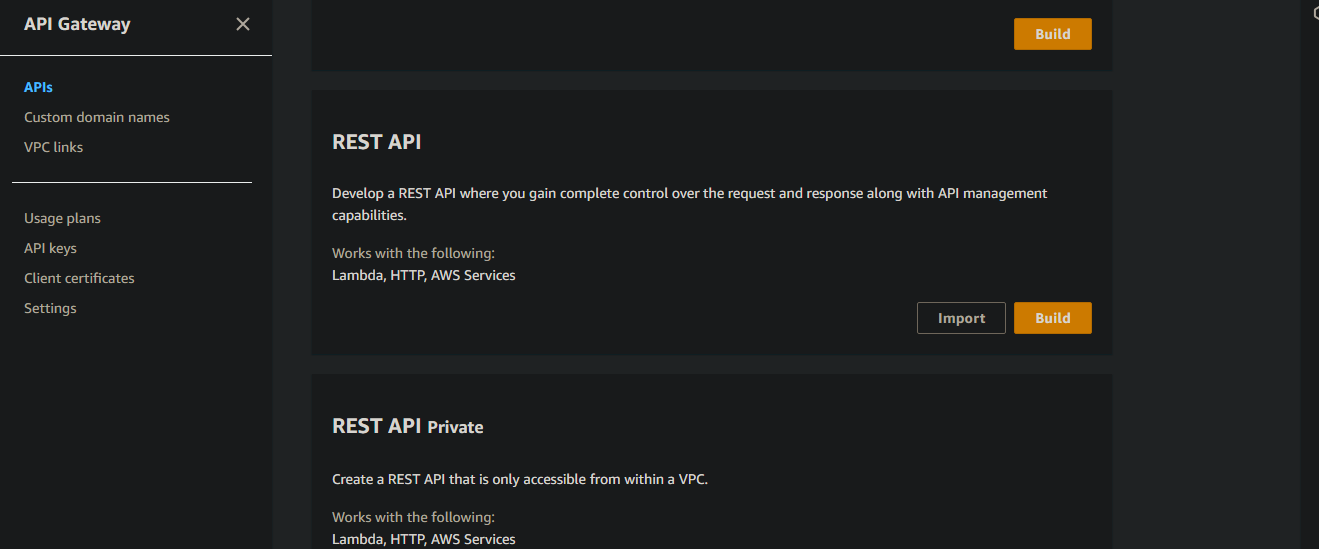 API Gateway
APIs
Custom domain names
VPC links
Usage plans
API keys
Client certificates
Settings
Build
REST API
Develop a REST API where you gain complete control over the request and response along with API management
capabilities.
Works with the following:
Lambda, HTTP, AWS Services
Import
Build
REST API Private
Create a REST API that is only accessible from within a VPC.
Works with the following:
Lambda, HTTP, AWS Services